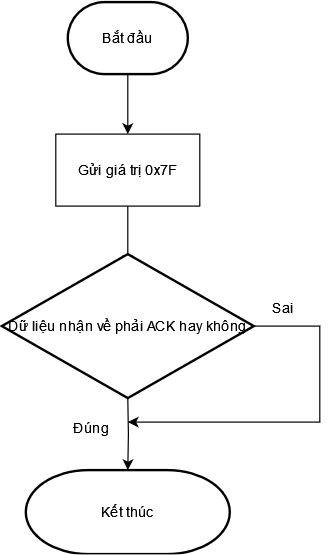 Bắt đầu
Gửi giá trị 0x7F
Dữ liệu nhận về phải ACK hay không
Sai
Đúng
Kết thúc